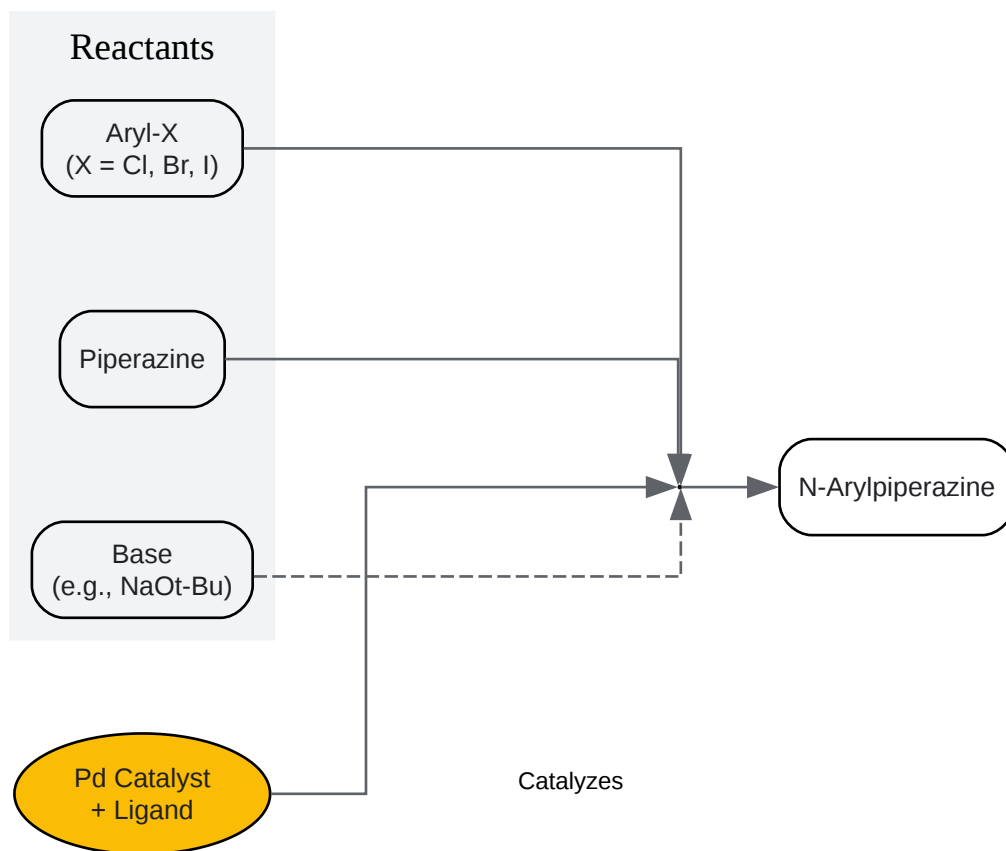 Reactants
Aryl-X
(X = Cl, Br, I)
Piperazine
N-Arylpiperazine
Base
(e.g., NaOt-Bu)
Pd Catalyst
+ Ligand
Catalyzes